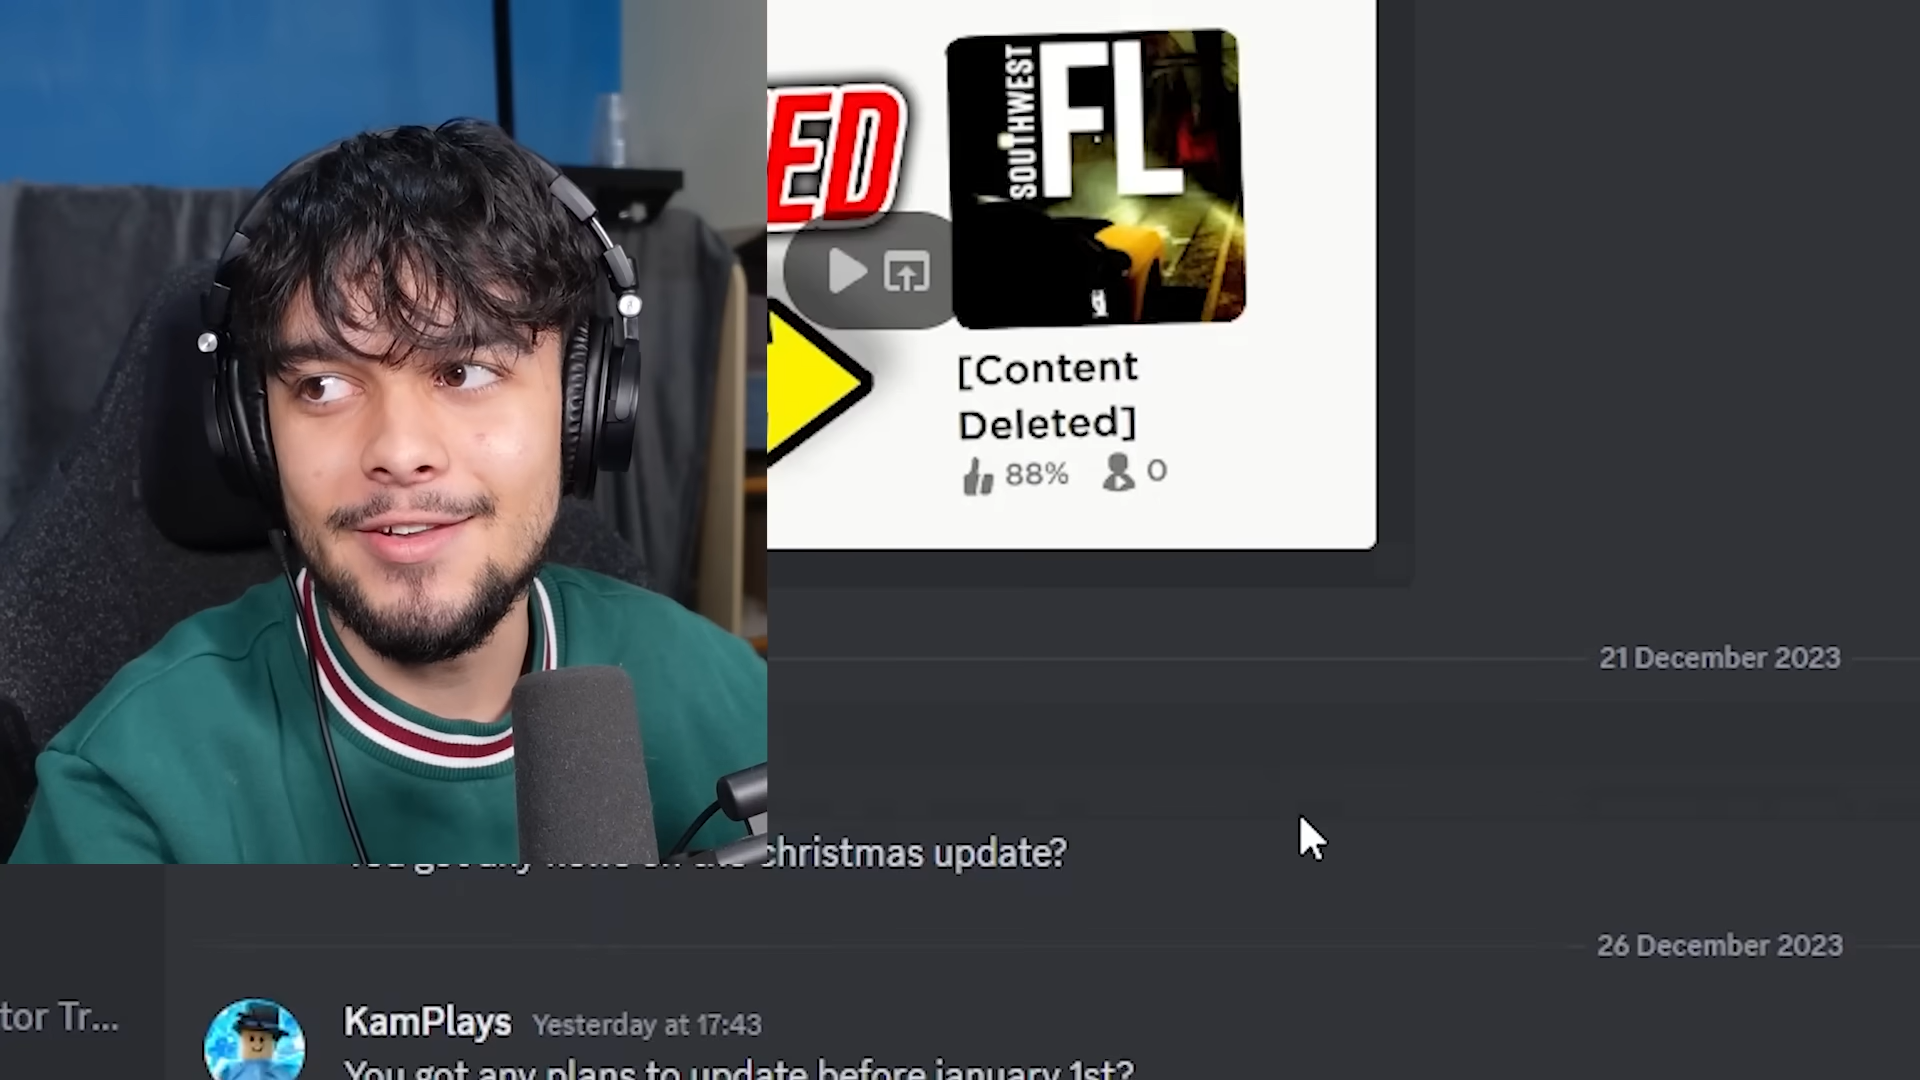 SOUTHWEST
FL
ED
[Content
Deleted]
88% 0
21 December 2023
christmas update?
26 December 2023
tor Tr...
KamPlays Yesterday at 17:43
You got any plans to update before january 1st?